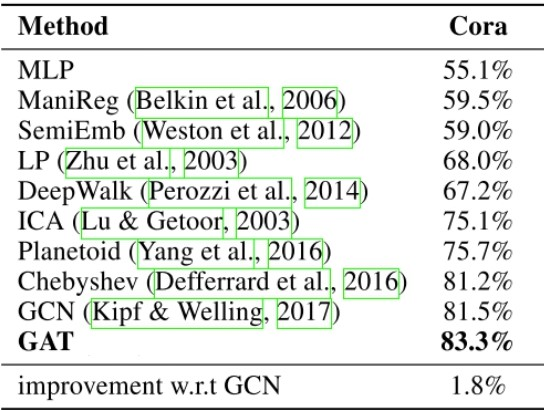 Method Cora
MLP 55.1%
ManiReg (Belkin et al., 2006) 59.5%
SemiEmb (Weston et al., 2012) 59.0%
LP (Zhu et al., 2003) 68.0%
DeepWalk (Perozzi et al., 2014) 67.2%
ICA (Lu & Getoor, 2003) 75.1%
Planetoid (Yang et al., 2016) 75.7%
Chebyshev (Defferrard et al., 2016) 81.2%
GCN (Kipf & Welling, 2017) 81.5%
GAT 83.3%
improvement w.r.t GCN 1.8%